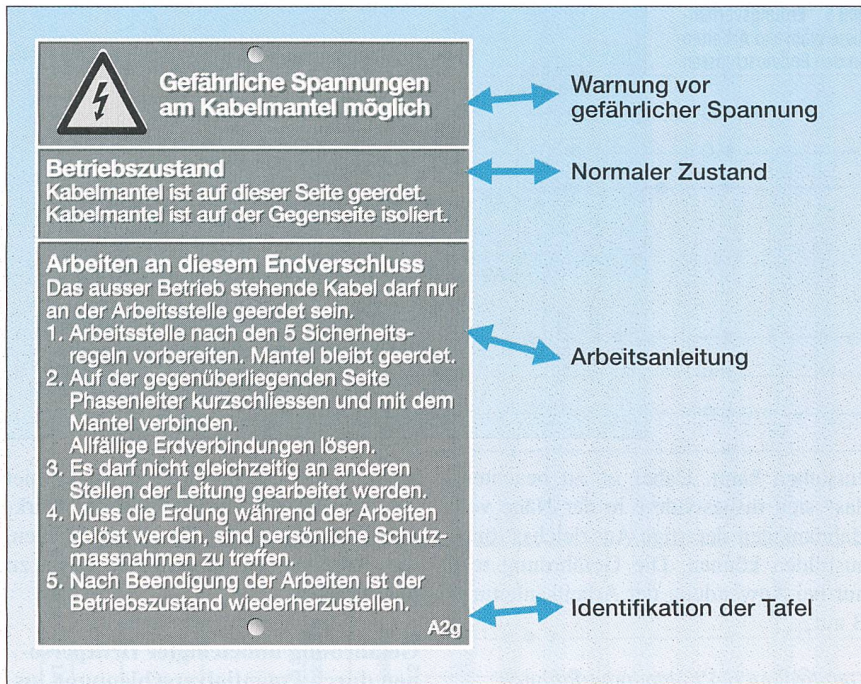 Gefährliche Spannungen
am Kabelmantel möglich
Warnung vor
gefährlicher Spannung
Betriebszustand
Kabelmantel ist auf dieser Seite geerdet.
Kabelmantel ist auf der Gegenseite isoliert.
Normaler Zustand
Arbeiten an diesem Endverschluss
Das ausser Betrieb stehende Kabel darf nur
an der Arbeitsstelle geerdet sein.
1. Arbeitsstelle nach den 5 Sicherheits-
regeln vorbereiten. Mantel bleibt geerdet.
2. Auf der gegenüberliegenden Seite
Phasenleiter kurzschliessen und mit dem
Mantel verbinden.
Allfällige Erdverbindungen lösen.
3. Es darf nicht gleichzeitig an anderen
Stellen der Leitung gearbeitet werden.
4. Muss die Erdung während der Arbeiten
gelöst werden, sind persönliche Schutz-
massnahmen zu treffen.
5. Nach Beendigung der Arbeiten ist der
Betriebszustand wiederherzustellen.
A2g
Arbeitsanleitung
Identifikation der Tafel